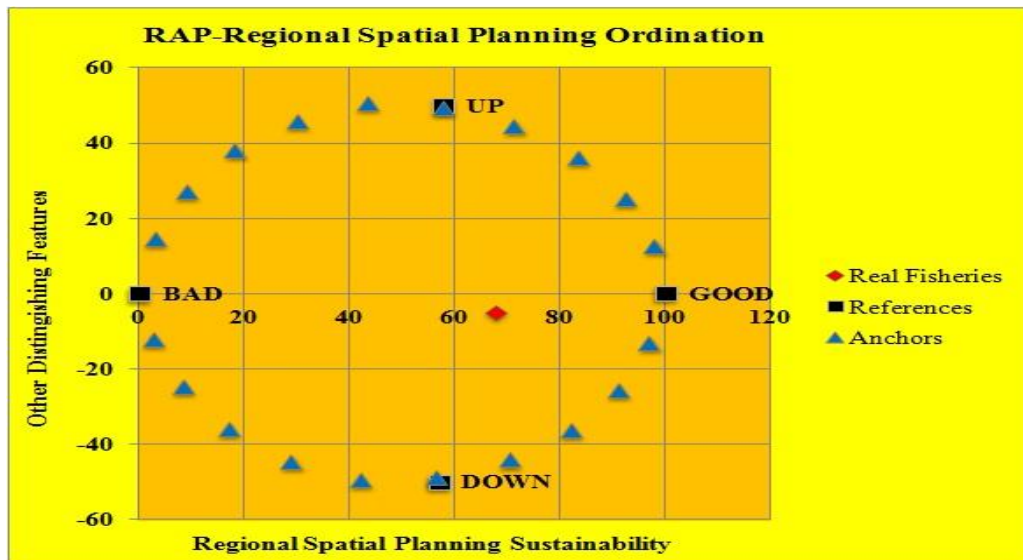 RAP-Regional Spatial Planning Ordination
60
UP
40
20
0
BAD
GOOD
0
20
40
60
80
100
120
-20
-40
DOWN
-60
Other Distingishing Features
Regional Spatial Planning Sustainability
Real Fisheries
References
Anchors